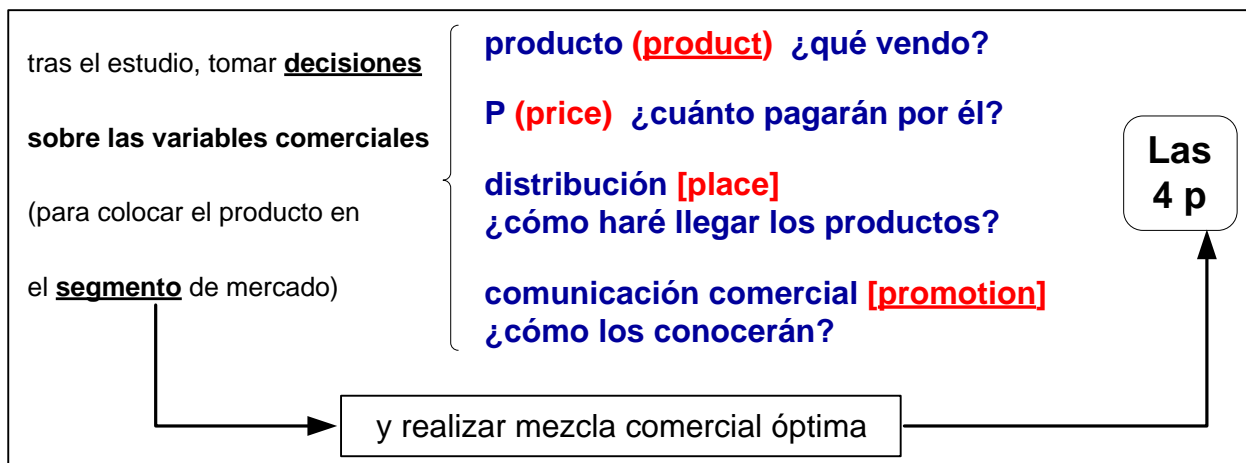 tras el estudio, tomar decisiones
sobre las variables comerciales
(para colocar el producto en
el segmento de mercado)
producto (product) ¿qué vendo?
P (price) ¿cuánto pagarán por él?
distribución [place]
¿cómo haré llegar los productos?
comunicación comercial [promotion]
¿cómo los conocerán?
Las
4 p
y realizar mezcla comercial óptima